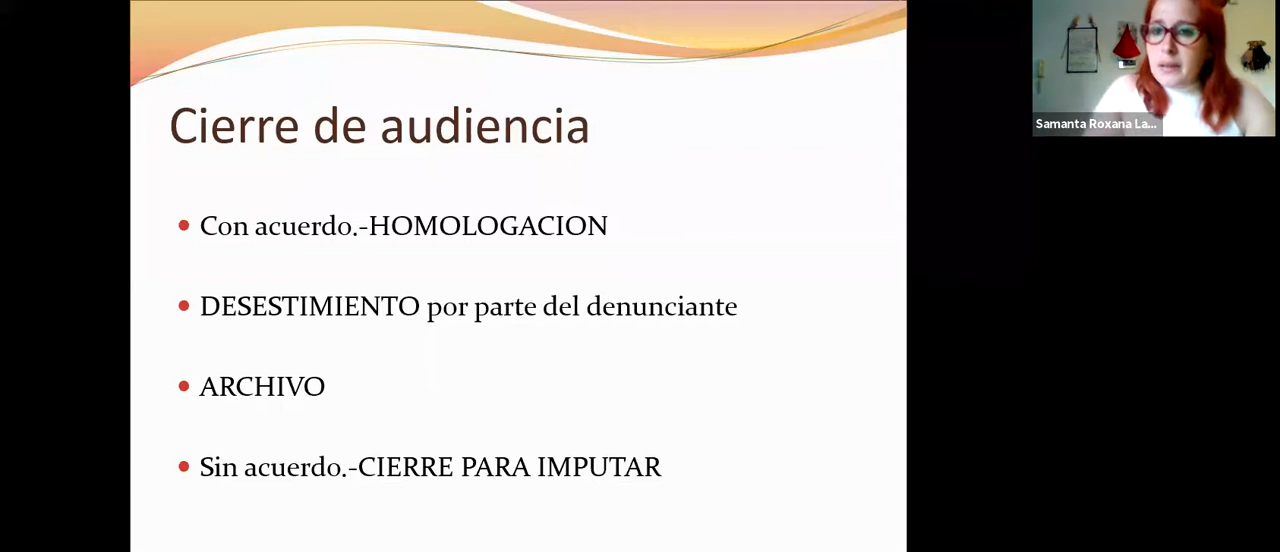 Cierre de audiencia
Con acuerdo.-HOMOLOGACION
DESESTIMIENTO por parte del denunciante
ARCHIVO
Sin acuerdo.-CIERRE PARA IMPUTAR
Samanta Roxana La...